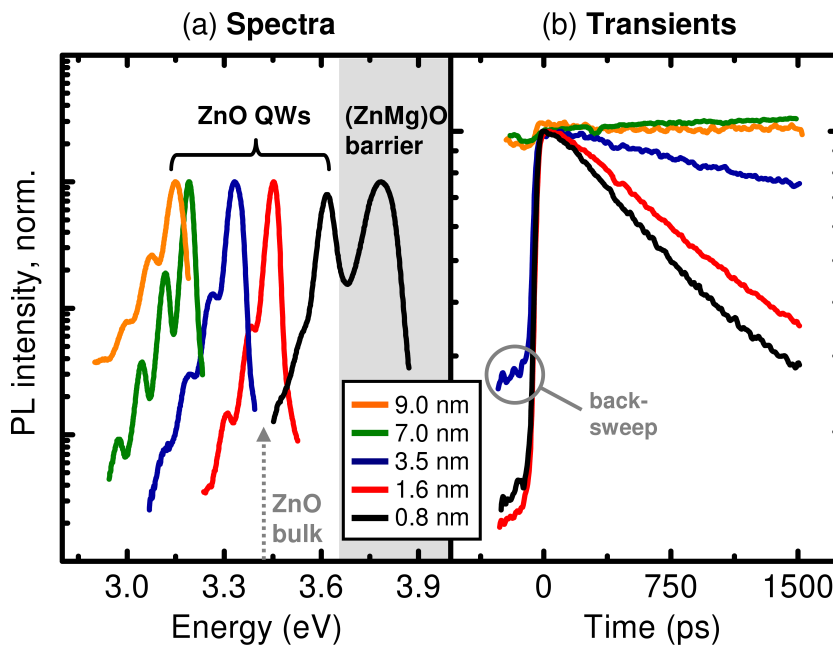 (a) Spectra
(b) Transients
PL intensity, norm.
ZnO QWs
(ZnMg)O
barrier
ZnO
bulk
9.0 nm
7.0 nm
3.5 nm
1.6 nm
0.8 nm
back-
sweep
3.0 3.3 3.6 3.9
0 750 1500
Energy (eV)
Time (ps)